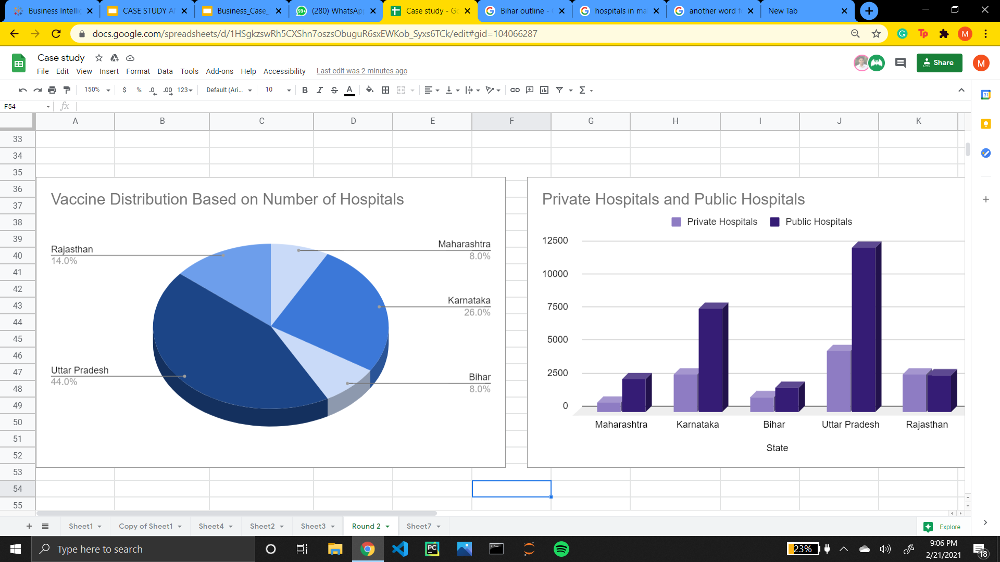 Business Intellig
CASE STUDY A
Business_Case_
(280) WhatsApp
Case study - Go
Bihar outline - G
hospitals in ma
another word f
New Tab
docs.google.com/spreadsheets/d/1HSgkzswRh5CXShn7oszsObuguR6sxEWKob_Syxs6TCk/edit#gid=104066287
Case study
File Edit View Insert Format Data Tools Add-ons Help Accessibility Last edit was 2 minutes ago
Share
M
150% $ % .0 .00 123 Default (Ari... 10 B I S A
F54 fx
A B C D E F G H I J K
33
34
35
36
37
38
39
40
41
42
43
44
45
46
47
48
49
50
51
52
53
54
55
Vaccine Distribution Based on Number of Hospitals
Rajasthan
14.0%
Maharashtra
8.0%
Karnataka
26.0%
Uttar Pradesh
44.0%
Bihar
8.0%
Private Hospitals and Public Hospitals
Private Hospitals Public Hospitals
12500
10000
7500
5000
2500
0
Maharashtra Karnataka Bihar Uttar Pradesh Rajasthan
State
Sheet1 Copy of Sheet1 Sheet4 Sheet2 Sheet3 Round 2 Sheet7
Explore
Type here to search
23%
9:06 PM
2/21/2021
18